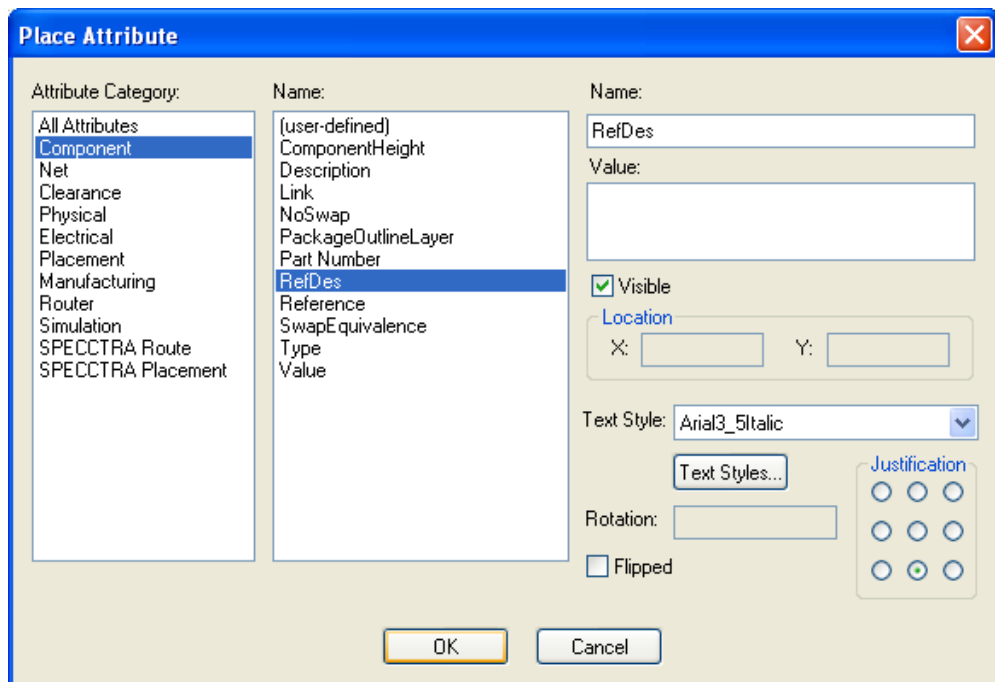 Place Attribute
Attribute Category:
All Attributes
Component
Net
Clearance
Physical
Electrical
Placement
Manufacturing
Router
Simulation
SPECCTRA Route
SPECCTRA Placement
Name:
(user-defined)
ComponentHeight
Description
Link
NoSwap
PackageOutlineLayer
Part Number
RefDes
Reference
SwapEquivalence
Type
Value
Name:
RefDes
Value:
Visible
Location
X: Y:
Text Style: Arial3_5Italic
Text Styles...
Justification
Rotation:
Flipped
OK Cancel